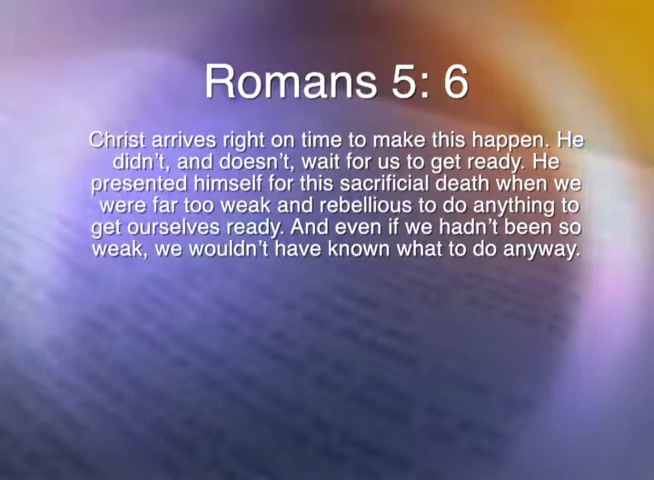 Romans 5: 6
Christ arrives right on time to make this happen. He
didn't, and doesn't, wait for us to get ready. He
presented himself for this sacrificial death when we
were far too weak and rebellious to do anything to
get ourselves ready. And even if we hadn't been so
weak, we wouldn't have known what to do anyway.